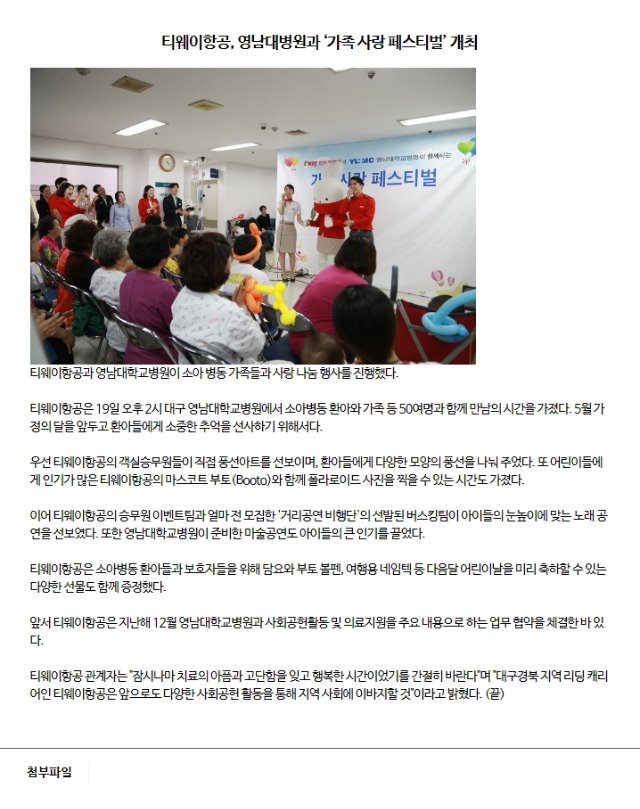 티웨이항공, 영남대병원과 ‘가족 사랑 페스티벌’ 개최
YUMC 영남대학교병원이 함께하는
사랑 페스티벌
티웨이항공과 영남대학교병원이 소아 병동 가족들과 사랑 나눔 행사를 진행했다.
티웨이항공은 19일 오후 2시 대구 영남대학교병원에서 소아병동 환아와 가족 등 50여명과 함께 만남의 시간을 가졌다. 5월 가
정의 달을 앞두고 환아들에게 소중한 추억을 선사하기 위해서다.
우선 티웨이항공의 객실승무원들이 직접 풍선아트를 선보이며, 환아들에게 다양한 모양의 풍선을 나눠 주었다. 또 어린이들에
게 인기가 많은 티웨이항공의 마스코트 부토(Booto)와 함께 폴라로이드 사진을 찍을 수 있는 시간도 가졌다.
이어 티웨이항공의 승무원 이벤트팀과 얼마 전 모집한 '거리공연 비행단'의 선발된 버스킹팀이 아이들의 눈높이에 맞는 노래 공
연을 선보였다. 또한 영남대학교병원이 준비한 마술공연도 아이들의 큰 인기를 끌었다.
티웨이항공은 소아병동 환아들과 보호자들을 위해 담요와 부토 볼펜, 여행용 네임텍 등 다음달 어린이날을 미리 축하할 수 있는
다양한 선물도 함께 증정했다.
앞서 티웨이항공은 지난해 12월 영남대학교병원과 사회공헌활동 및 의료지원을 주요 내용으로 하는 업무 협약을 체결한 바 있
다.
티웨이항공 관계자는 "잠시나마 치료의 아픔과 고단함을 잊고 행복한 시간이었기를 간절히 바란다"며 "대구경북 지역 리딩 캐리
어인 티웨이항공은 앞으로도 다양한 사회공헌 활동을 통해 지역 사회에 이바지할 것"이라고 밝혔다. (끝)
첨부파일